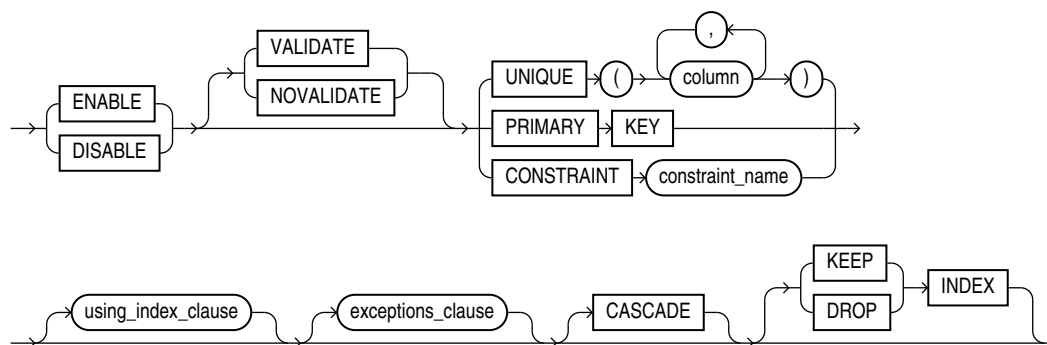 VALIDATE
NOVALIDATE
ENABLE
DISABLE
UNIQUE ( column , )
PRIMARY KEY
CONSTRAINT constraint_name
using_index_clause exceptions_clause CASCADE KEEP DROP INDEX